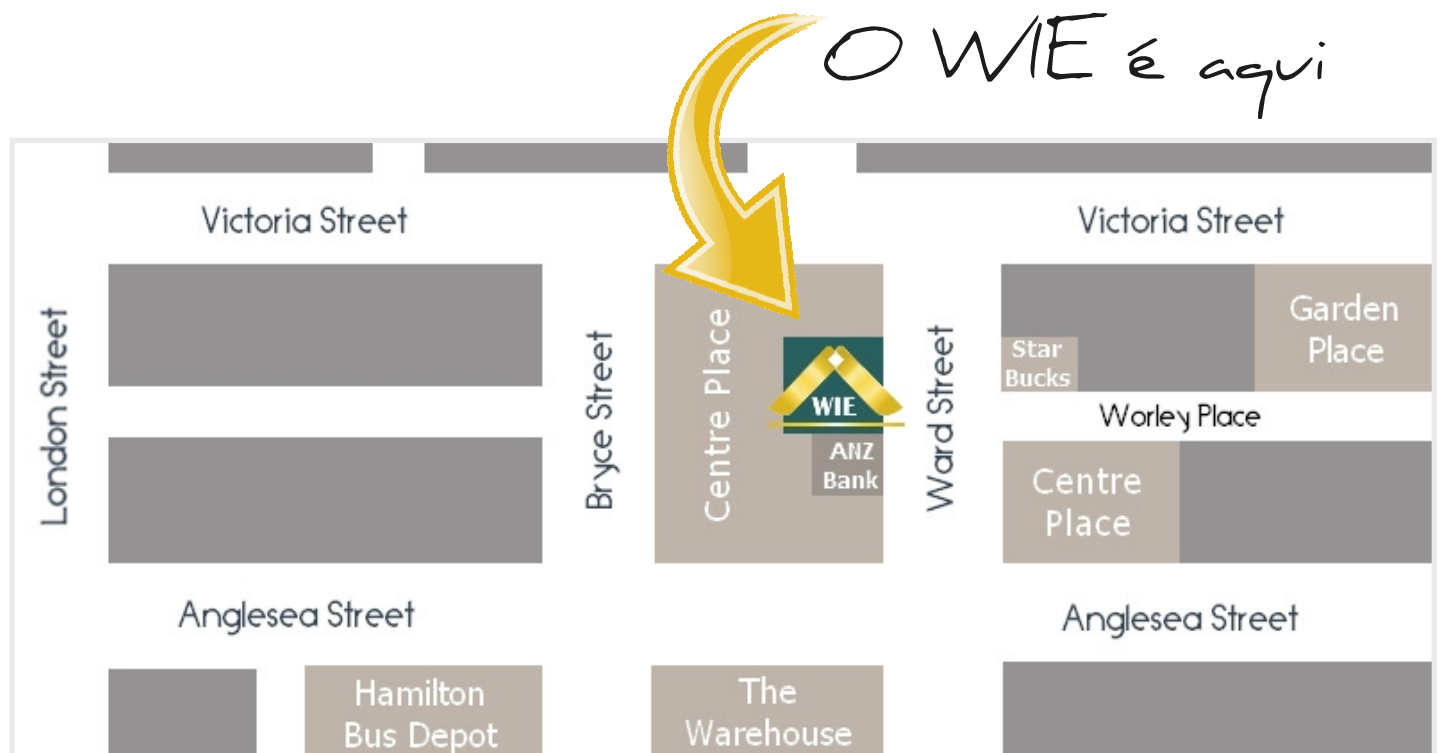 O WIE é aqui
Victoria Street
Victoria Street
London Street
Bryce Street
Centre Place
WIE
ANZ
Bank
Ward Street
Star
Bucks
Garden
Place
Worley Place
Centre
Place
Anglesea Street
Anglesea Street
Hamilton
Bus Depot
The
Warehouse